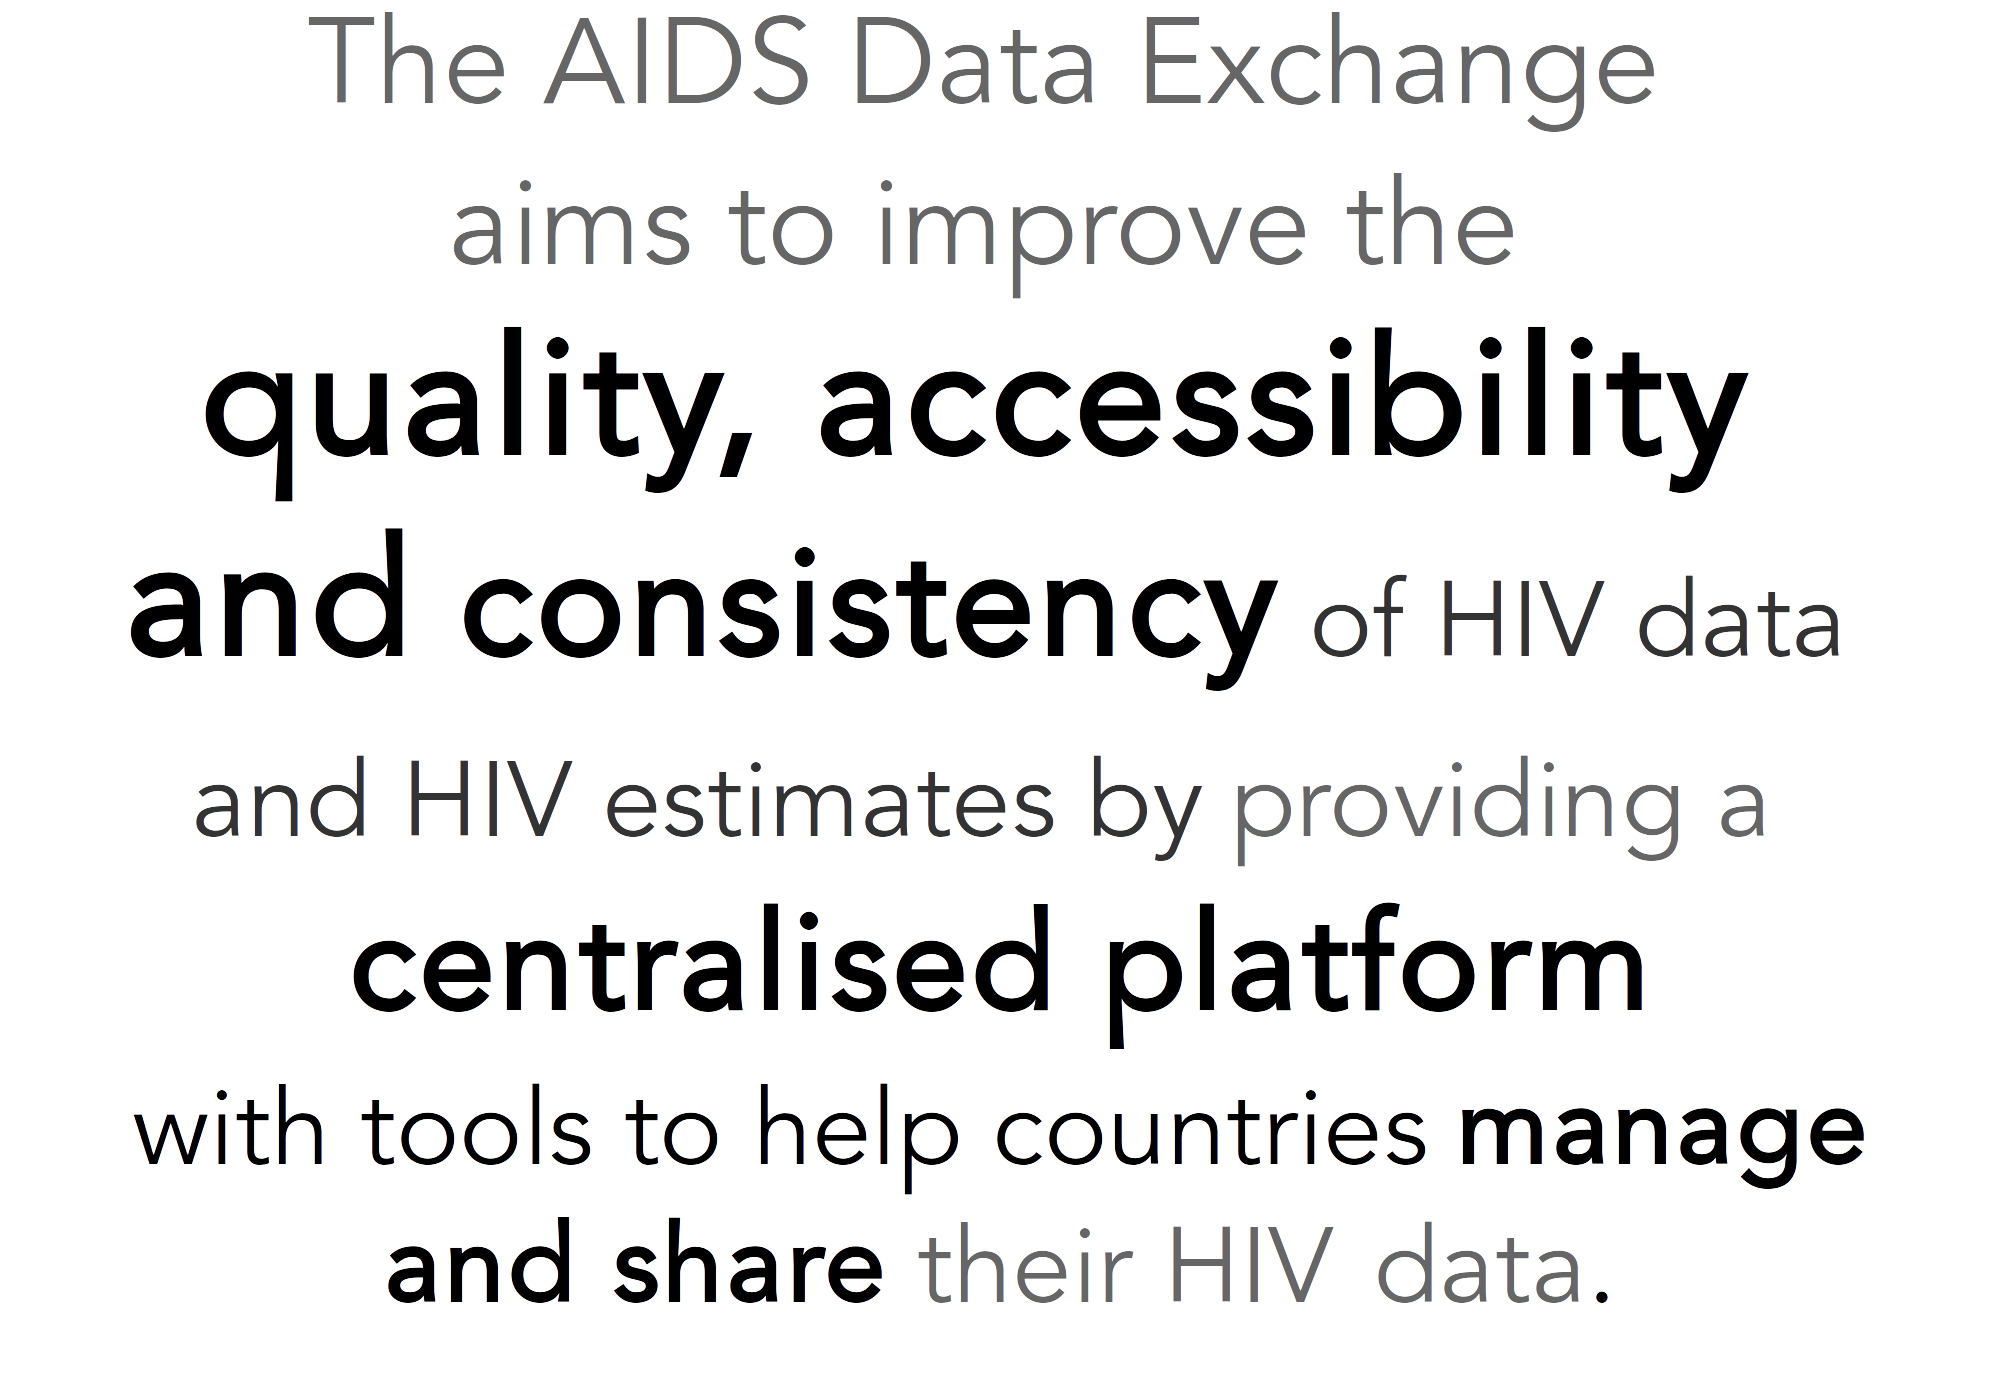 The AIDS Data Exchange
aims to improve the
quality, accessibility
and consistency of HIV data
and HIV estimates by providing a
centralised platform
with tools to help countries manage
and share their HIV data.